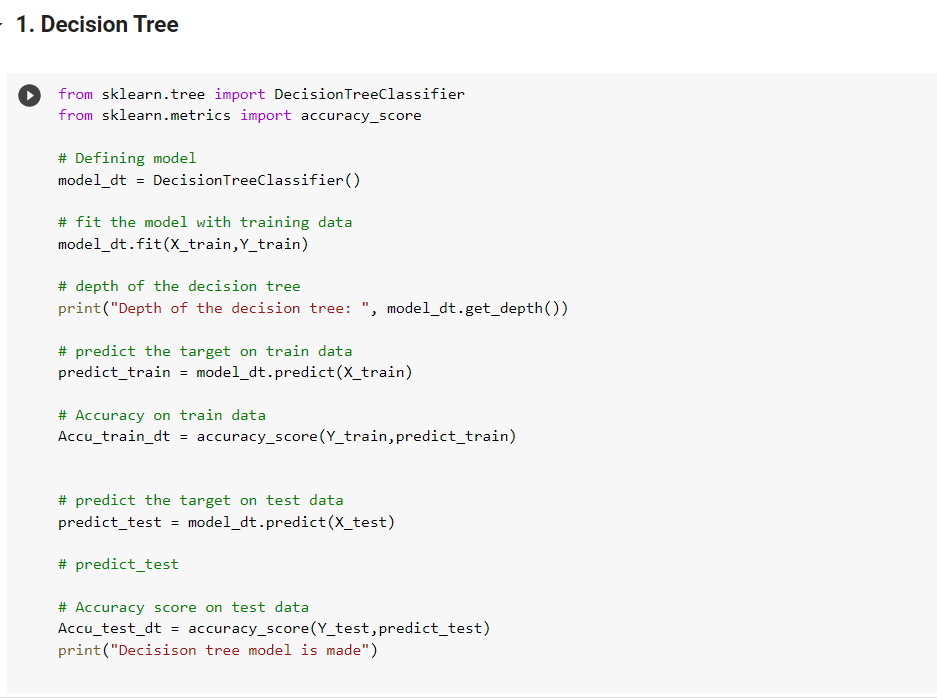 1. Decision Tree
from sklearn.tree import DecisionTreeClassifier
from sklearn.metrics import accuracy_score
# Defining model
model_dt = DecisionTreeClassifier()
# fit the model with training data
model_dt.fit(X_train,Y_train)
# depth of the decision tree
print("Depth of the decision tree: ", model_dt.get_depth())
# predict the target on train data
predict_train = model_dt.predict(X_train)
# Accuracy on train data
Accu_train_dt = accuracy_score(Y_train,predict_train)
# predict the target on test data
predict_test = model_dt.predict(X_test)
# predict_test
# Accuracy score on test data
Accu_test_dt = accuracy_score(Y_test,predict_test)
print("Decisison tree model is made")